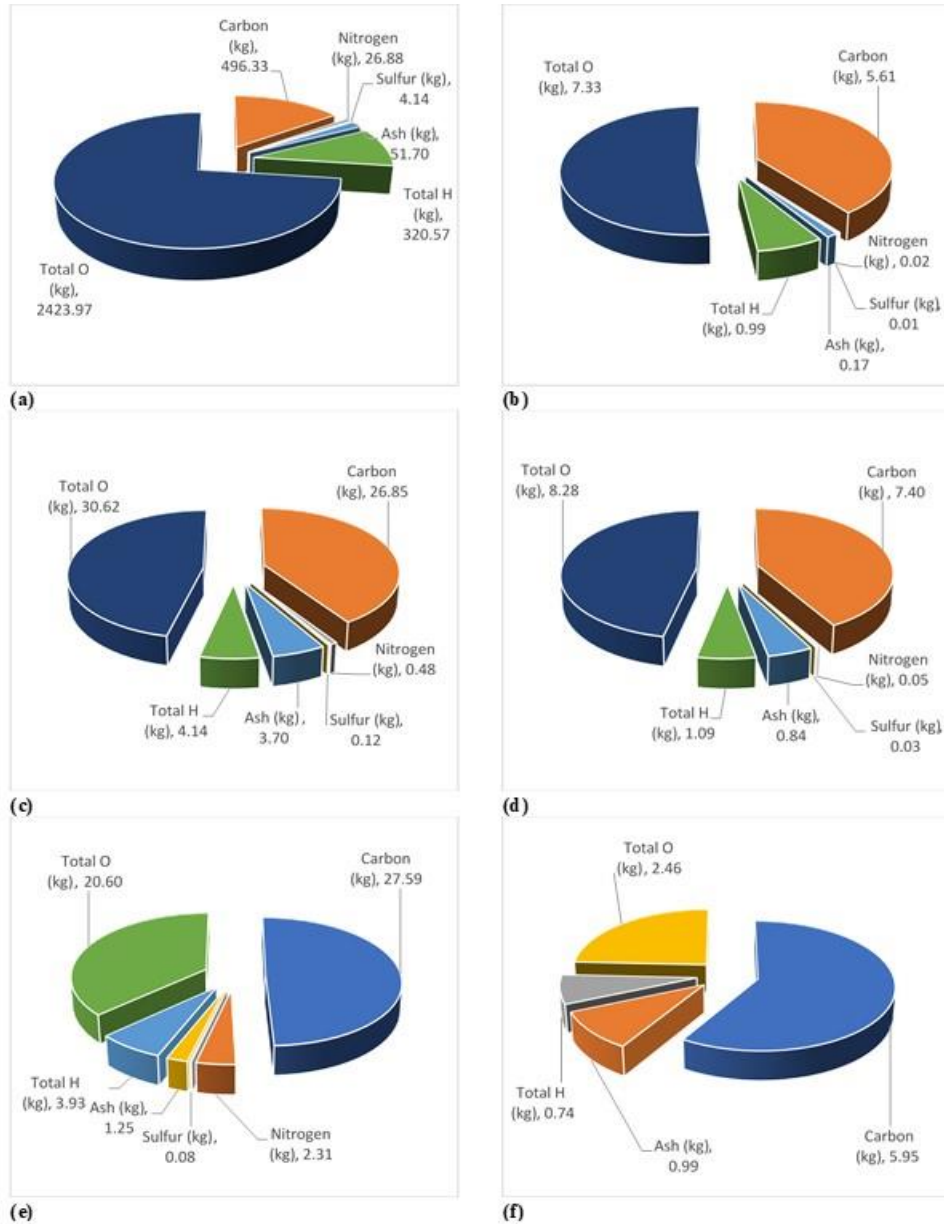 Carbon
(kg),
496.33
Nitrogen
(kg), 26.88
Sulfur (kg),
4.14
Ash (kg),
51.70
Total H
(kg),
320.57
Total O
(kg),
2423.97
(a)
Total O
(kg), 7.33
Carbon
(kg), 5.61
Nitrogen
(kg) , 0.02
Sulfur (kg),
0.01
Ash (kg),
0.17
Total H
(kg), 0.99
(b)
Total O
(kg), 30.62
Carbon
(kg), 26.85
Nitrogen
(kg), 0.48
Sulfur (kg),
0.12
Ash (kg) ,
3.70
Total H
(kg), 4.14
(c)
Total O
(kg), 8.28
Carbon
(kg) , 7.40
Nitrogen
(kg), 0.05
Sulfur (kg),
0.03
Ash (kg),
0.84
Total H
(kg), 1.09
(d)
Total O
(kg), 20.60
Carbon
(kg), 27.59
Total H
(kg), 3.93
Ash (kg),
1.25
Sulfur (kg),
0.08
Nitrogen
(kg), 2.31
(e)
Total O
(kg), 2.46
Total H
(kg), 0.74
Ash (kg),
0.99
Carbon
(kg), 5.95
(f)